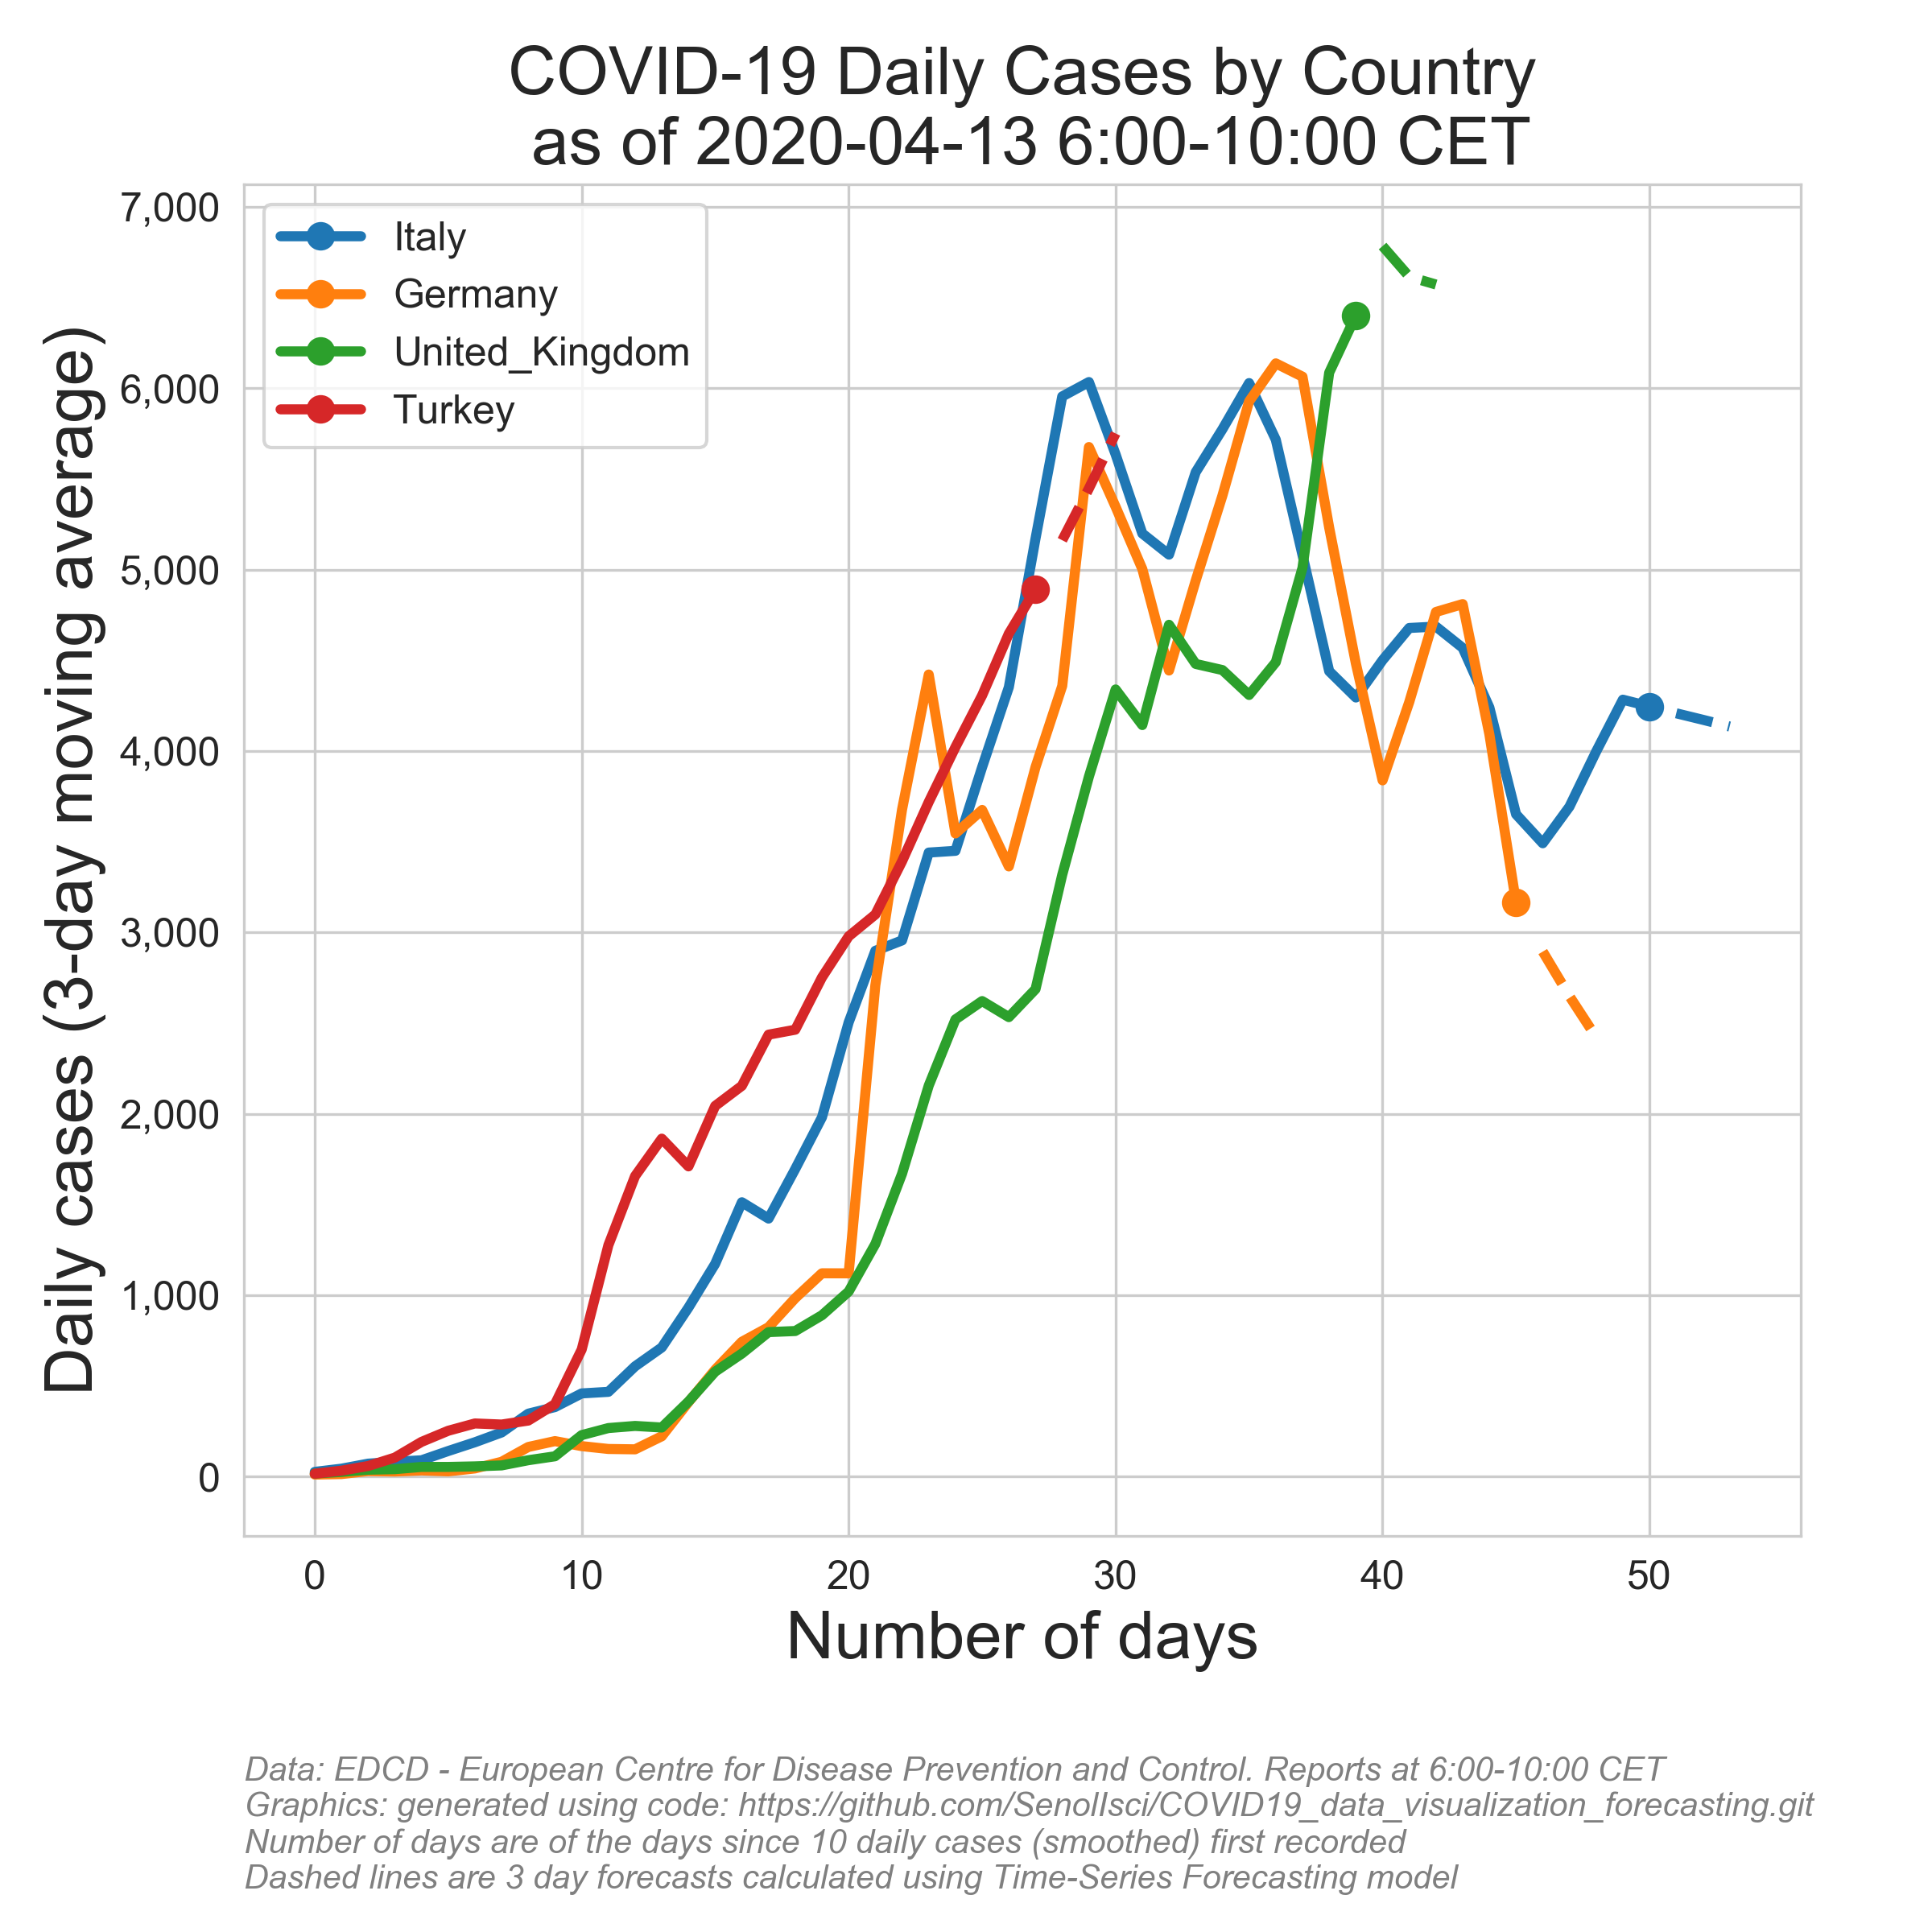 COVID-19 Daily Cases by Country
as of 2020-04-13 6:00-10:00 CET
Daily cases (3-day moving average)
7,000
6,000
5,000
4,000
3,000
2,000
1,000
0
Italy
Germany
United_Kingdom
Turkey
0 10 20 30 40 50
Number of days
Data: EDCD - European Centre for Disease Prevention and Control. Reports at 6:00-10:00 CET
Graphics: generated using code: https://github.com/SenolIsci/COVID19_data_visualization_forecasting.git
Number of days are of the days since 10 daily cases (smoothed) first recorded
Dashed lines are 3 day forecasts calculated using Time-Series Forecasting model